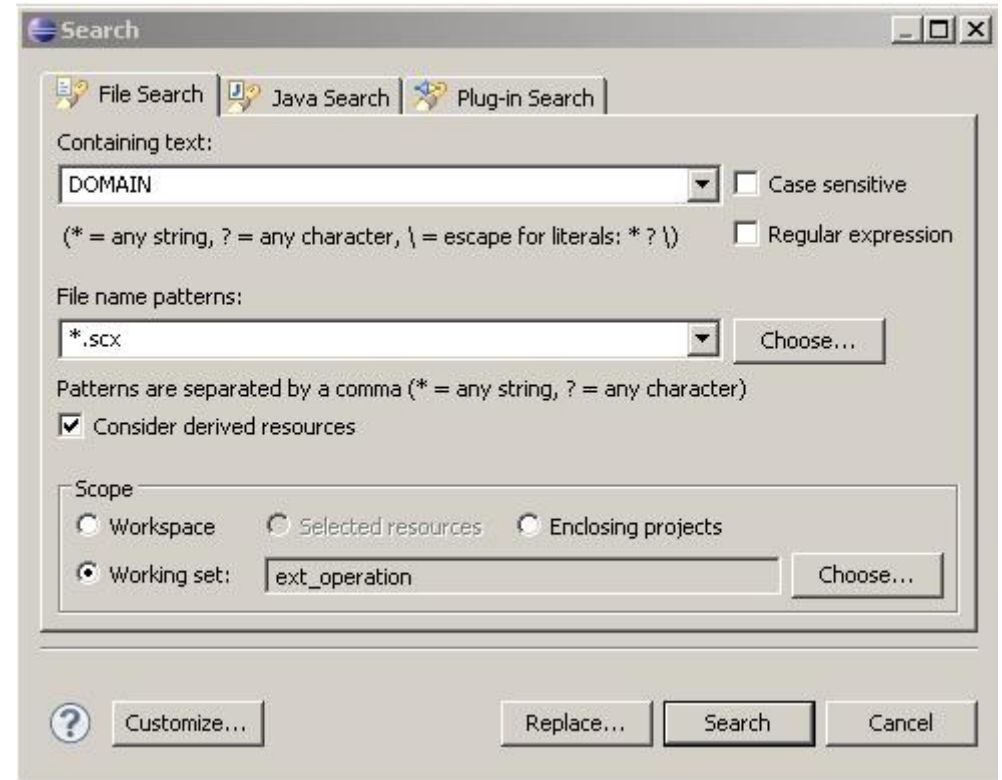 Search
File Search Java Search Plug-in Search
Containing text:
DOMAIN Case sensitive
(* = any string, ? = any character, \ = escape for literals: * ? \) Regular expression
File name patterns:
*.scx Choose...
Patterns are separated by a comma (* = any string, ? = any character)
Consider derived resources
Scope
Workspace Selected resources Enclosing projects
Working set: ext_operation Choose...
? Customize... Replace... Search Cancel